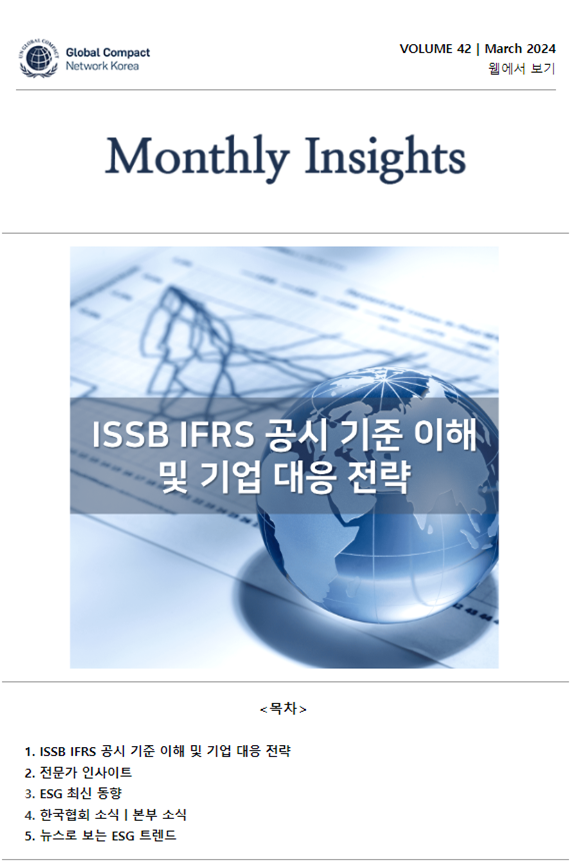 UN GLOBAL COMPACT
Global Compact
Network Korea
VOLUME 42 | March 2024
웹에서 보기
Monthly Insights
ISSB IFRS 공시 기준 이해
및 기업 대응 전략
<목차>
1. ISSB IFRS 공시 기준 이해 및 기업 대응 전략
2. 전문가 인사이트
3. ESG 최신 동향
4. 한국협회 소식 | 본부 소식
5. 뉴스로 보는 ESG 트렌드